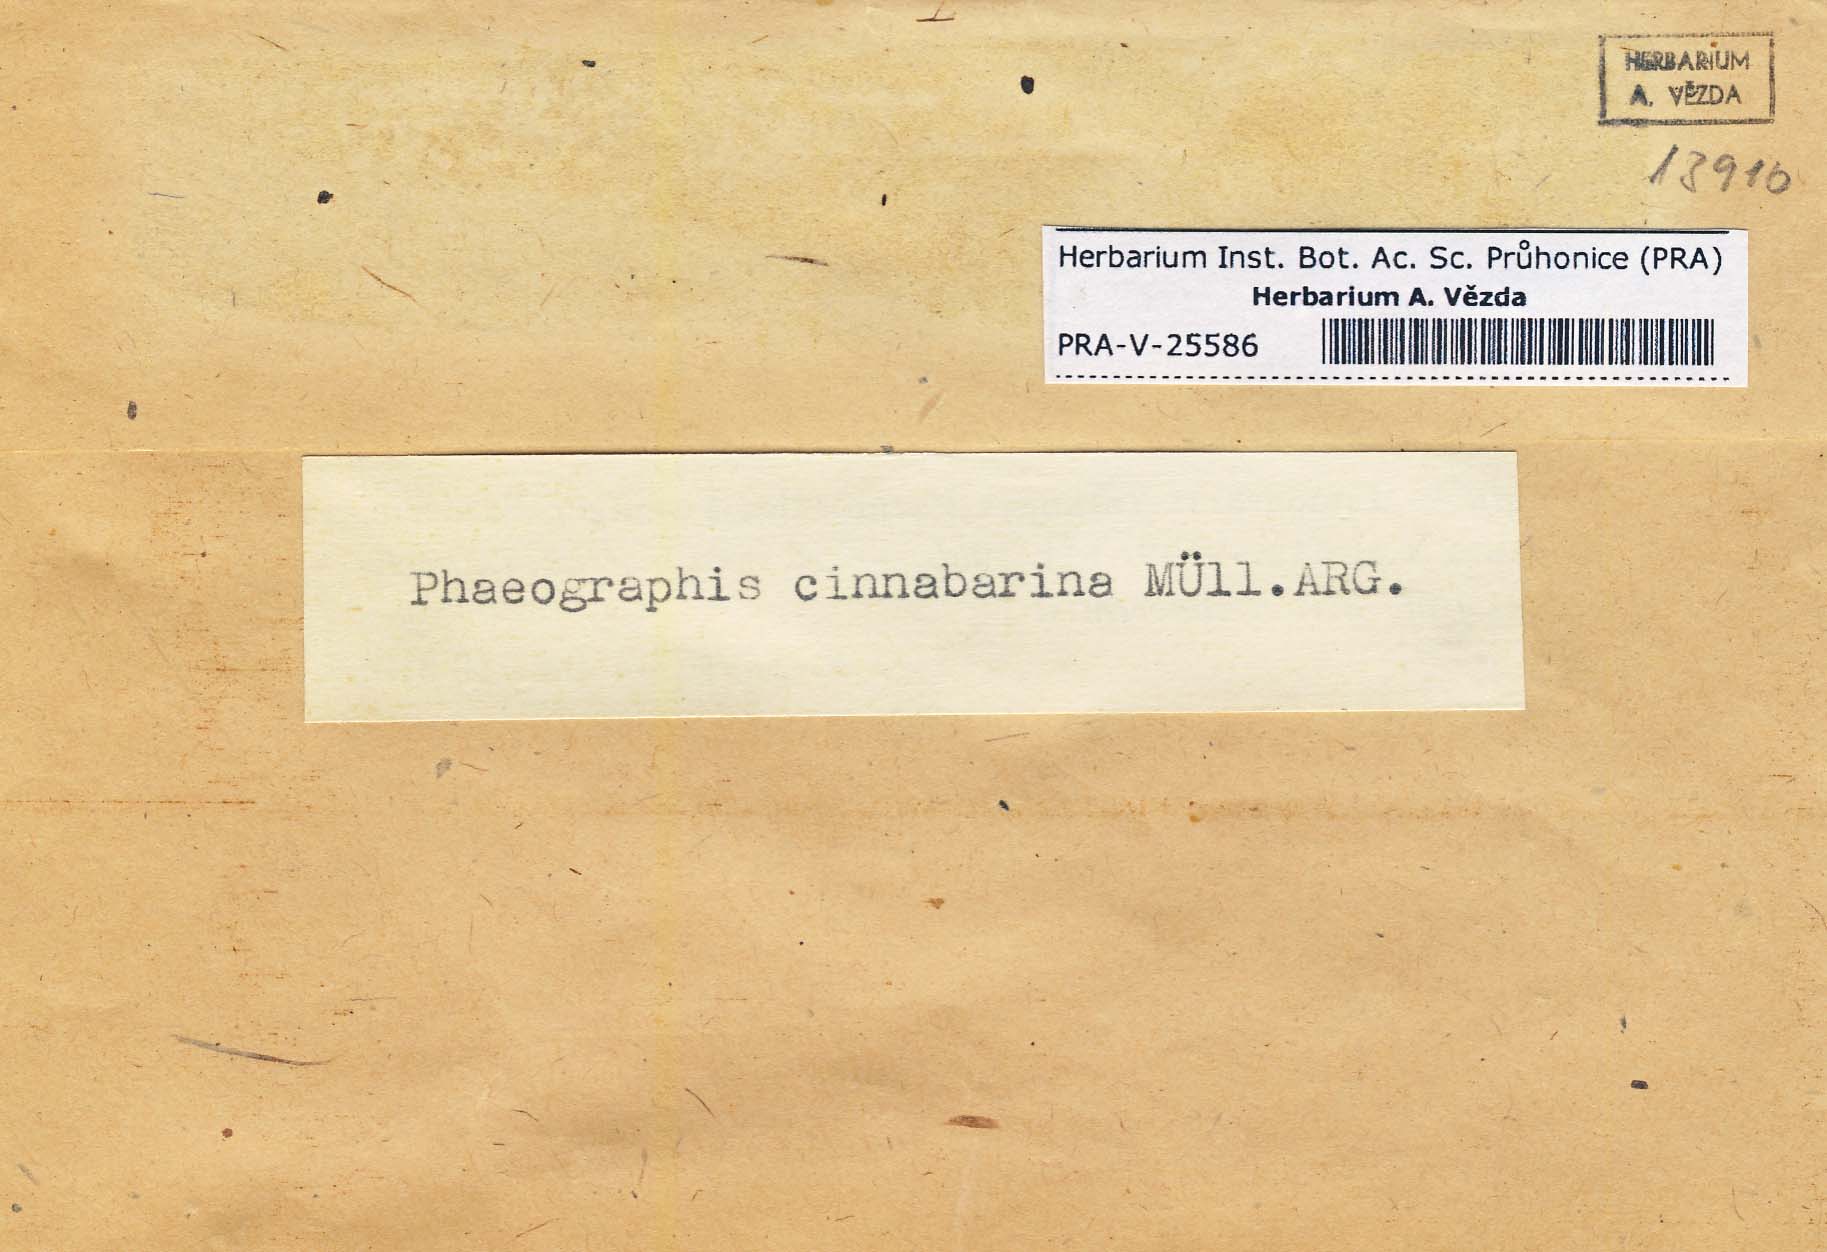 HERBARIUM
A. VĚZDA
13910
Herbarium Inst. Bot. Ac. Sc. Průhonice (PRA)
Herbarium A. Vězda
PRA-V-25586
Phaeographis cinnabarina MÜll.ARG.